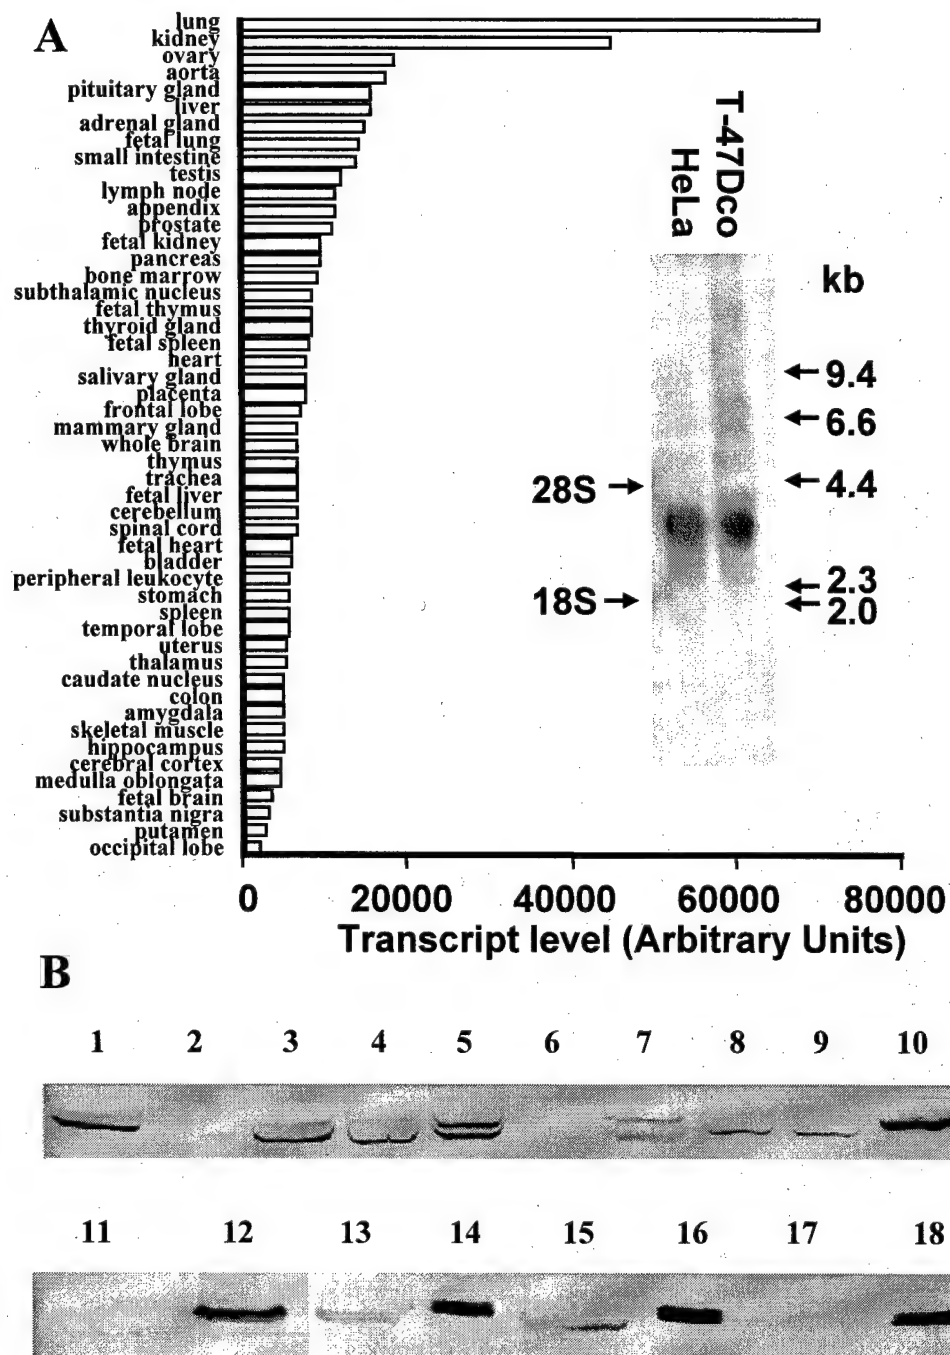 A
lung
kidney
ovary
aorta
pituitary gland
liver
adrenal gland
fetal lung
small intestine
testis
lymph node
appendix
prostate
fetal kidney
pancreas
bone marrow
subthalamic nucleus
fetal thymus
thyroid gland
fetal spleen
heart
salivary gland
placenta
frontal lobe
mammary gland
whole brain
thymus
trachea
fetal liver
cerebellum
spinal cord
fetal heart
bladder
peripheral leukocyte
stomach
spleen
temporal lobe
uterus
thalamus
caudate nucleus
colon
amygdala
skeletal muscle
hippocampus
cerebral cortex
medulla oblongata
fetal brain
substantia nigra
putamen
occipital lobe
0 20000 40000 60000 80000
Transcript level (Arbitrary Units)
HeLa
T-47Dco
kb
9.4
6.6
4.4
2.3
2.0
28S
18S
B
1 2 3 4 5 6 7 8 9 10
11 12 13 14 15 16 17 18